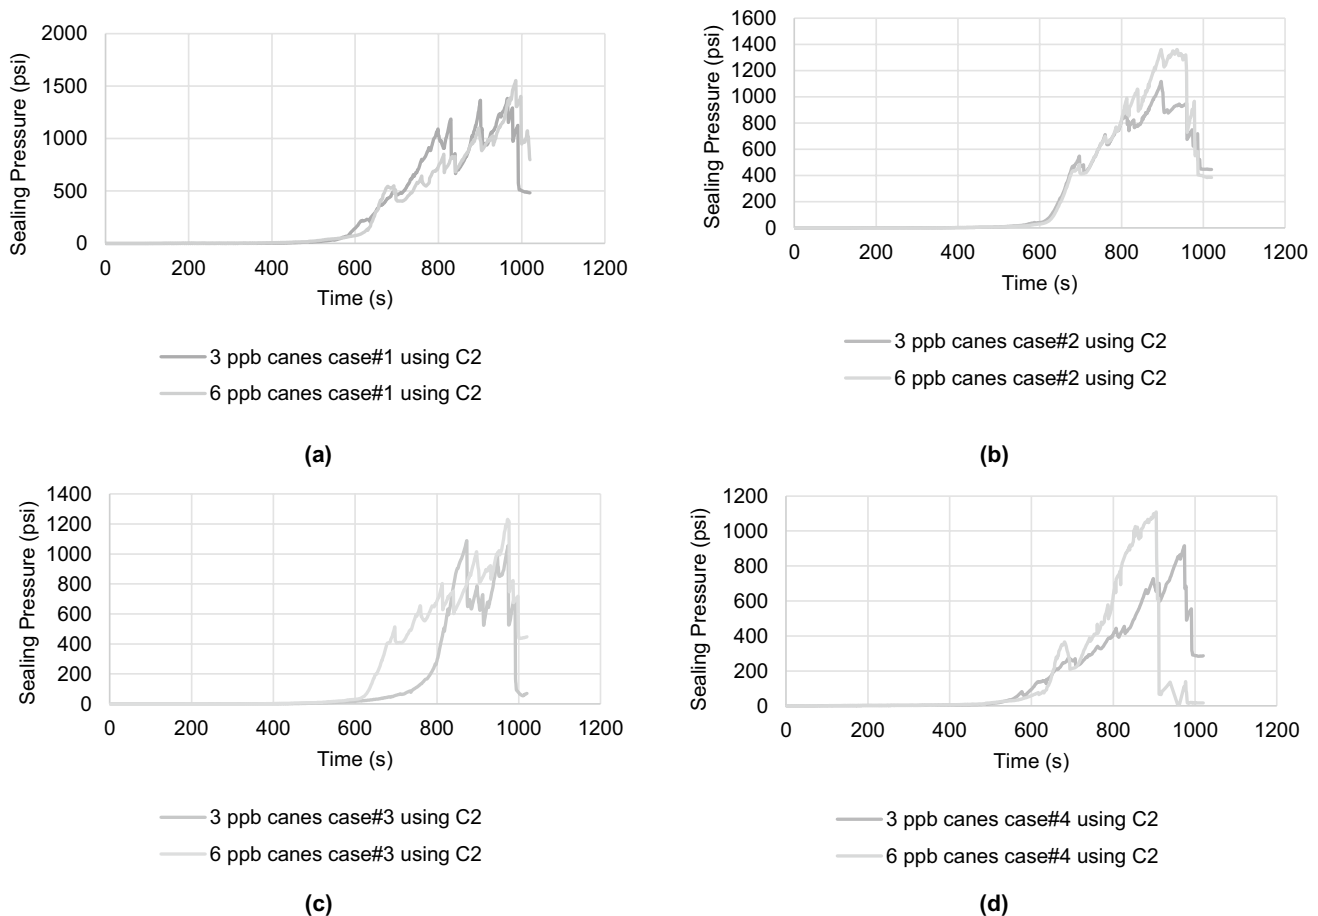 2000
1500
1000
500
0
Sealing Pressure (psi)
0 200 400 600 800 1000 1200
Time (s)
3 ppb canes case#1 using C2
6 ppb canes case#1 using C2
(a)
1600
1400
1200
1000
800
600
400
200
0
Sealing Pressure (psi)
0 200 400 600 800 1000 1200
Time (s)
3 ppb canes case#2 using C2
6 ppb canes case#2 using C2
(b)
1400
1200
1000
800
600
400
200
0
Sealing Pressure (psi)
0 200 400 600 800 1000 1200
Time (s)
3 ppb canes case#3 using C2
6 ppb canes case#3 using C2
(c)
1200
1000
800
600
400
200
0
Sealing Pressure (psi)
0 200 400 600 800 1000 1200
Time (s)
3 ppb canes case#4 using C2
6 ppb canes case#4 using C2
(d)